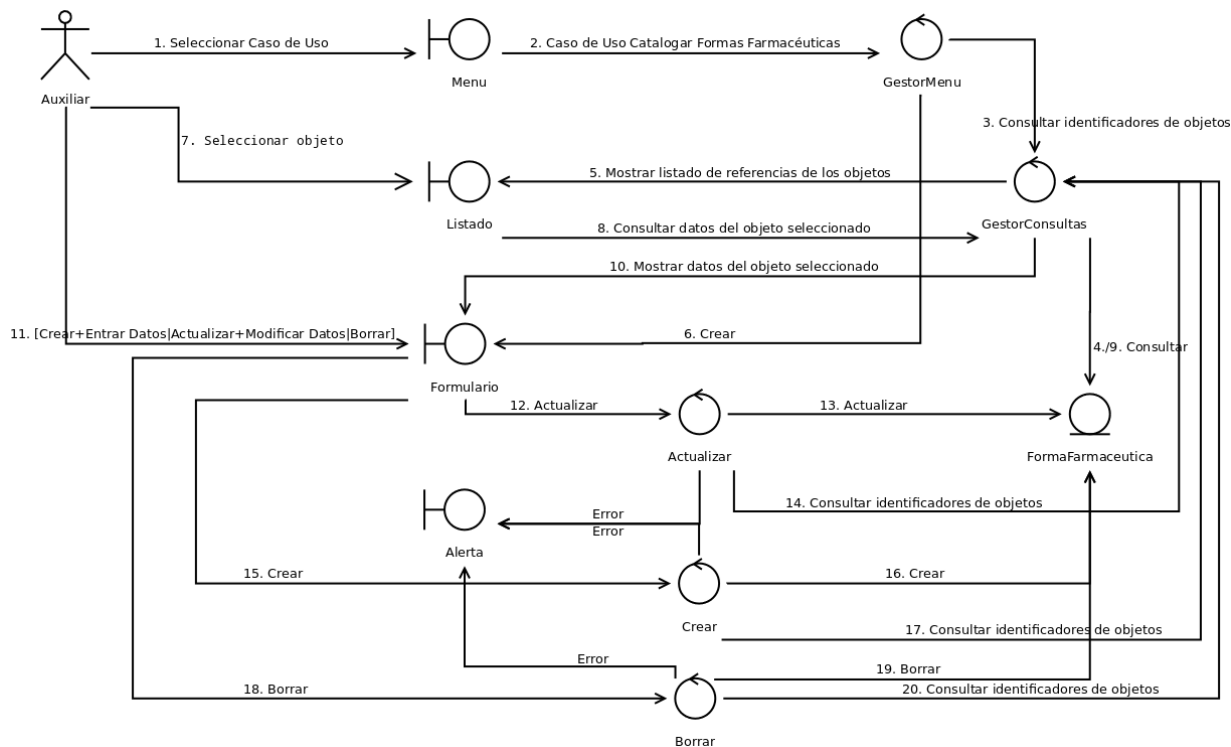 1. Seleccionar Caso de Uso
2. Caso de Uso Catalogar Formas Farmacéuticas
Menu
GestorMenu
Auxiliar
3. Consultar identificadores de objetos
7. Seleccionar objeto
5. Mostrar listado de referencias de los objetos
Listado
GestorConsultas
8. Consultar datos del objeto seleccionado
10. Mostrar datos del objeto seleccionado
11. [Crear+Entrar Datos|Actualizar+Modificar Datos|Borrar]
6. Crear
4./9. Consultar
Formulario
12. Actualizar
13. Actualizar
Actualizar
FormaFarmaceutica
14. Consultar identificadores de objetos
Error
Error
Alerta
15. Crear
16. Crear
Crear
17. Consultar identificadores de objetos
Error
19. Borrar
18. Borrar
20. Consultar identificadores de objetos
Borrar